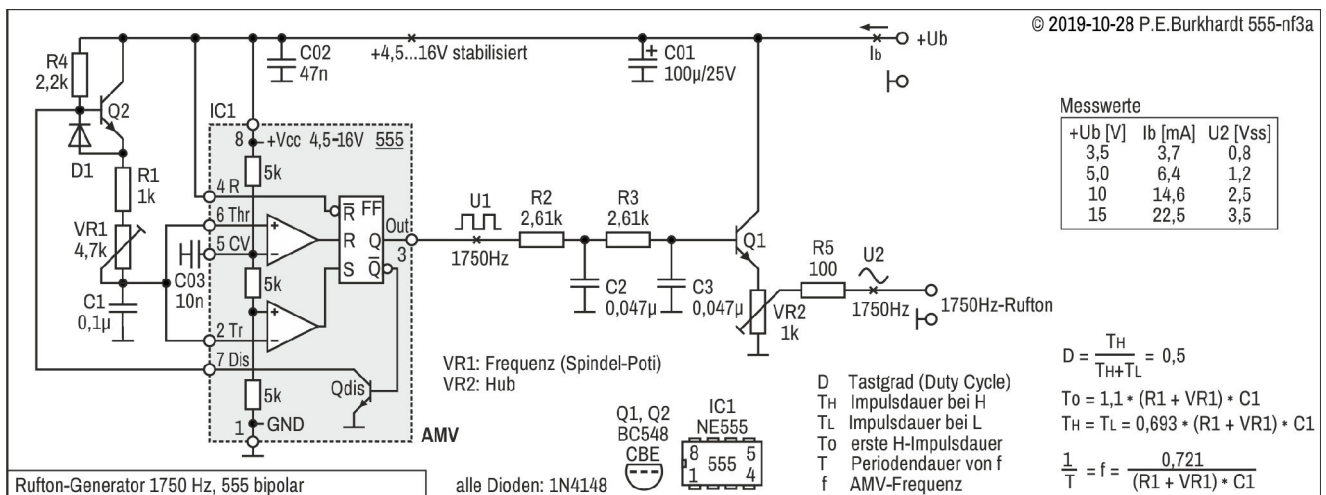 © 2019-10-28 P.E.Burkhardt 555-nf3a
+Ub
Ib
+4,5...16V stabilisiert
C02
47n
C01
100µ/25V
R4
2,2k
Q2
D1
R1
1k
VR1
4,7k
C1
0,1µ
C03
10n
IC1
8
+Vcc 4,5-16V 555
5k
4 R
6 Thr
5 CV
5k
2 Tr
7 Dis
5k
1
GND
Qdis
AMV
+
−
+
−
R FF
R Q
S Q
Out
3
U1
1750Hz
R2
2,61k
R3
2,61k
C2
0,047µ
C3
0,047µ
Q1
VR2
1k
R5
100
U2
1750Hz
1750Hz-Rufton
Messwerte
+Ub [V] Ib [mA] U2 [Vss]
3,5 3,7 0,8
5,0 6,4 1,2
10 14,6 2,5
15 22,5 3,5
VR1: Frequenz (Spindel-Poti)
VR2: Hub
Q1, Q2
BC548
CBE
IC1
NE555
8 5
555
1 4
D Tastgrad (Duty Cycle)
TH Impulsdauer bei H
TL Impulsdauer bei L
To erste H-Impulsdauer
T Periodendauer von f
f AMV-Frequenz
D = TH / TH+TL = 0,5
To = 1,1 * (R1 + VR1) * C1
TH = TL = 0,693 * (R1 + VR1) * C1
1 / T = f = 0,721 / (R1 + VR1) * C1
Rufton-Generator 1750 Hz, 555 bipolar
alle Dioden: 1N4148